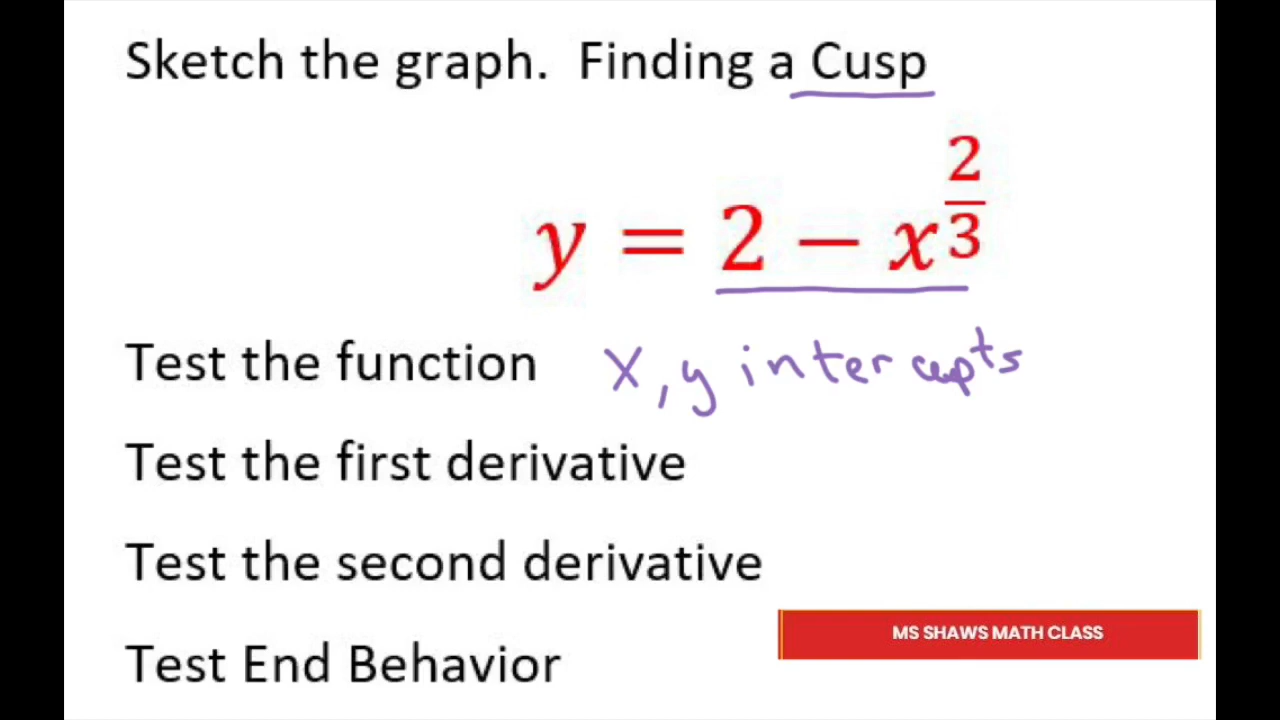 Sketch the graph. Finding a Cusp
y = 2 − x^(2/3)
Test the function x, y intercepts
Test the first derivative
Test the second derivative
MS SHAWS MATH CLASS
Test End Behavior